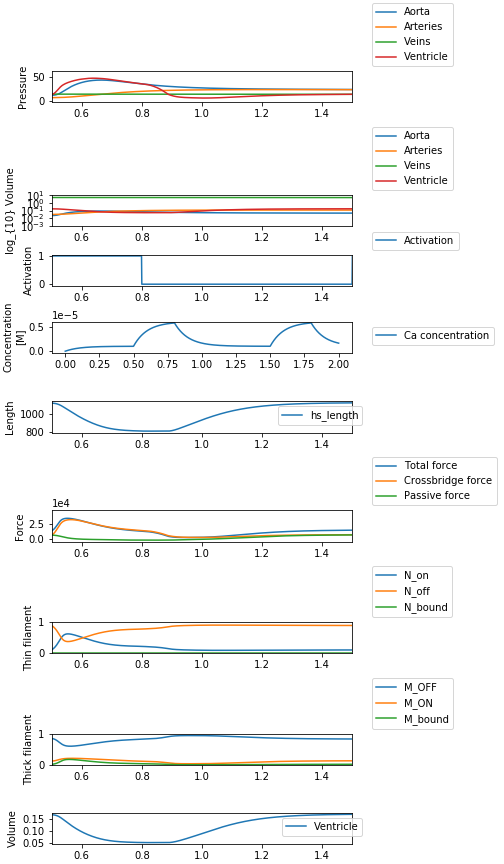 Aorta
Arteries
Veins
Ventricle
Pressure
50
0
0.6 0.8 1.0 1.2 1.4
Aorta
Arteries
Veins
Ventricle
log_{10} Volume
10^1
10^{-1}
10^{-2}
10^{-3}
0.6 0.8 1.0 1.2 1.4
Activation
Activation
1
0
0.6 0.8 1.0 1.2 1.4
1e−5
Concentration
[M]
0.5
0.0
0.00 0.25 0.50 0.75 1.00 1.25 1.50 1.75 2.00
Ca concentration
Length
1000
800
hs_length
0.6 0.8 1.0 1.2 1.4
Total force
Crossbridge force
Passive force
1e4
Force
2.5
0.0
0.6 0.8 1.0 1.2 1.4
N_on
N_off
N_bound
Thin filament
1
0
0.6 0.8 1.0 1.2 1.4
M_OFF
M_ON
M_bound
Thick filament
1
0
0.6 0.8 1.0 1.2 1.4
Volume
0.15
0.10
0.05
Ventricle
0.6 0.8 1.0 1.2 1.4